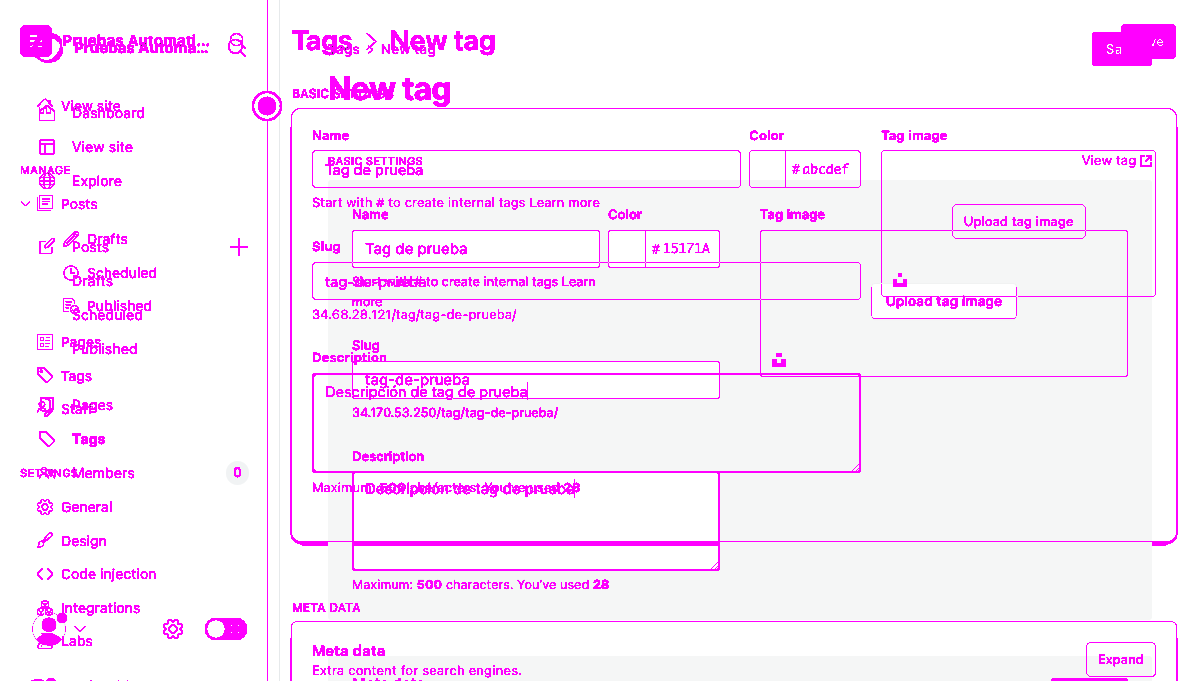 Pruebas Automati...
Pruebas Automa...
Tags > New tag
Tags > New tag
New tag
View site
Dashboard
View site
MANAGE
Explore
Posts
Drafts
Posts
Scheduled
Drafts
Published
Scheduled
Pages
Published
Tags
Staff
Pages
Tags
SETTINGS
Members
0
General
Design
Code injection
Integrations
Labs
BASIC SETTINGS
Name
Color
Tag image
BASIC SETTINGS
Tag de prueba
#abcdef
View tag
Start with # to create internal tags Learn more
Name
Color
Tag image
Upload tag image
Slug
Tag de prueba
#15171A
tag-de-prueba
Start with # to create internal tags Learn
more
Upload tag image
34.68.28.121/tag/tag-de-prueba/
Slug
Description
tag-de-prueba
Descripción de tag de prueba
34.170.53.250/tag/tag-de-prueba/
Description
Maximum: 500 characters. You've used 28
Descripción de tag de prueba
Maximum: 500 characters. You've used 28
META DATA
Meta data
Extra content for search engines.
Expand